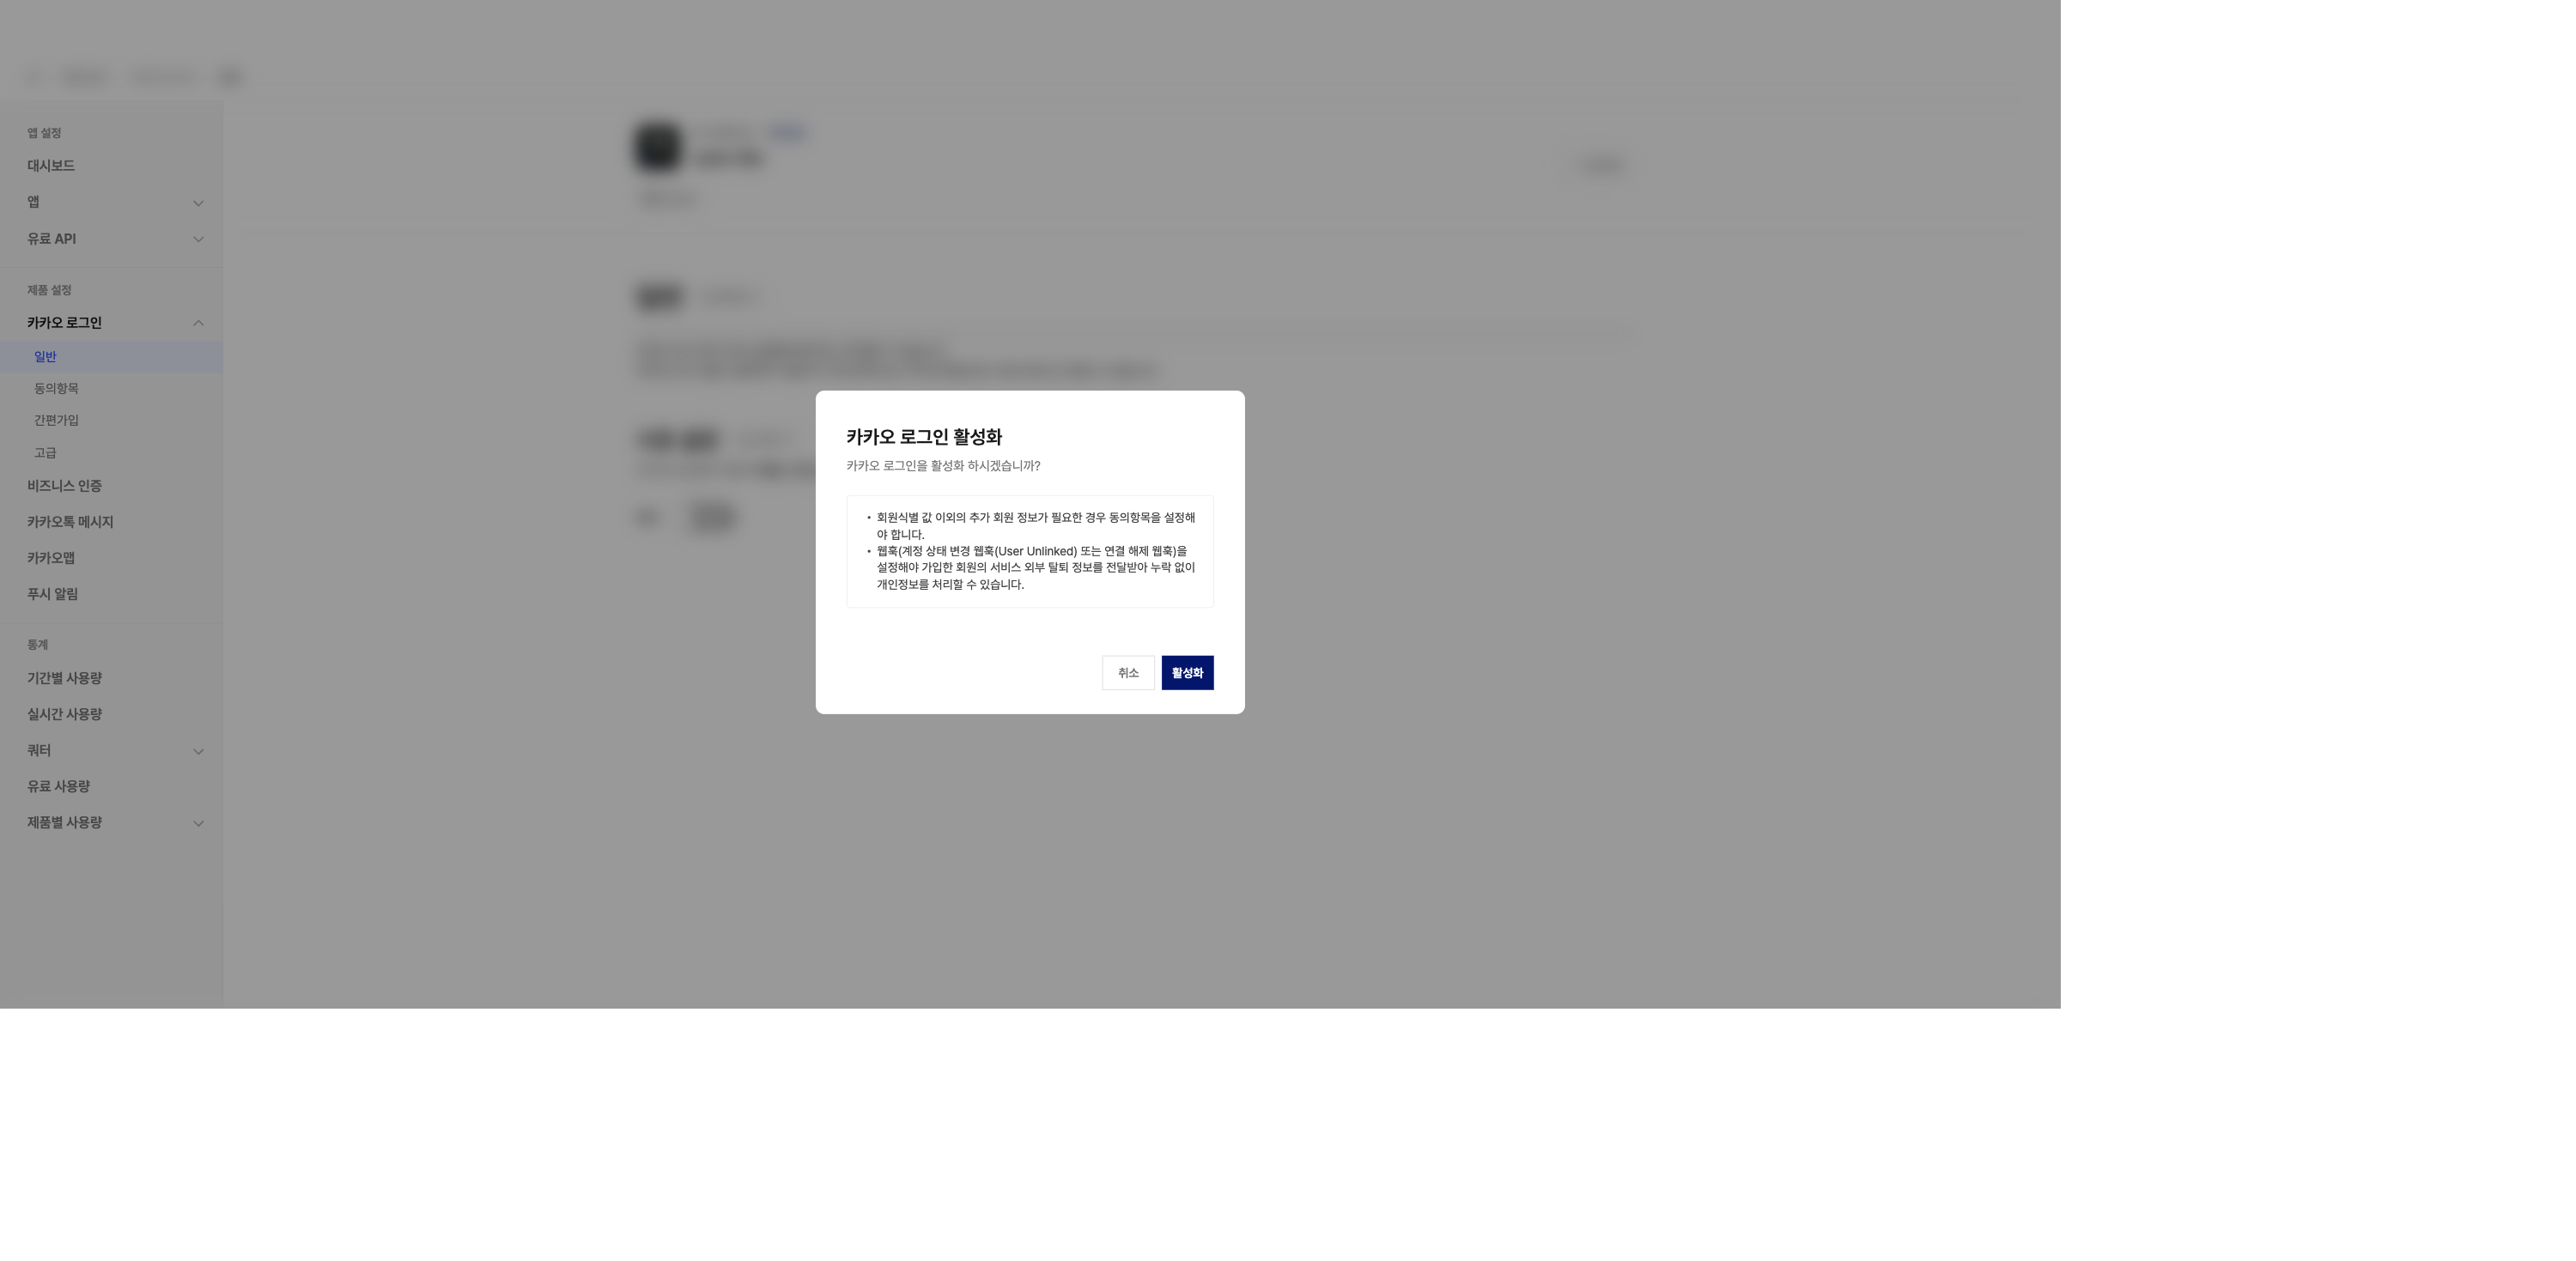 앱 설정
대시보드
앱
유료 API
제품 설정
카카오 로그인
일반
동의항목
간편가입
고급
비즈니스 인증
카카오톡 메시지
카카오맵
푸시 알림
통계
기간별 사용량
실시간 사용량
쿼터
유료 사용량
제품별 사용량
카카오 로그인 활성화
카카오 로그인을 활성화 하시겠습니까?
• 회원식별 값 이외의 추가 회원 정보가 필요한 경우 동의항목을 설정해
야 합니다.
• 웹훅(계정 상태 변경 웹훅(User Unlinked) 또는 연결 해제 웹훅)을
설정해야 가입한 회원의 서비스 외부 탈퇴 정보를 전달받아 누락 없이
개인정보를 처리할 수 있습니다.
취소
활성화